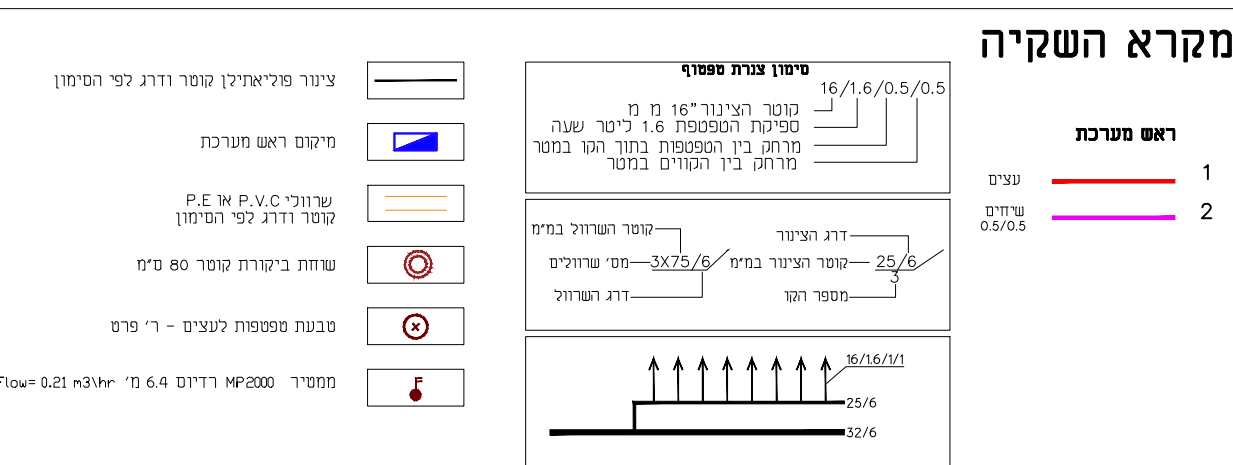 מקרא השקיה
ראש מערכת
1
עצים
2
שיחים
0.5/0.5
סימון צנרת טפטוף
16/1.6/0.5/0.5
קוטר הצינור"16 מ מ
ספיקת הטפטפת 1.6 ליטר שעה
מרחק בין הטפטפות בתוך הקו במטר
מרחק בין הקווים במטר
דרג הצינור
קוטר הצינור במ״מ
25/6
3
מספר הקו
קוטר השרוול במ״מ
מס׳ שרוולים
3X75/6
דרג השרוול
16/1.6/1/1
25/6
32/6
צינור פוליאתילן קוטר ודרג לפי הסימון
מיקום ראש מערכת
שרוולי P.V.C או P.E
קוטר ודרג לפי הסימון
שוחת ביקורת קוטר 80 ס״מ
טבעת טפטפות לעצים - ר׳ פרט
ממטיר MP2000 רדיוס 6.4 מ׳ Flow= 0.21 m3\hr